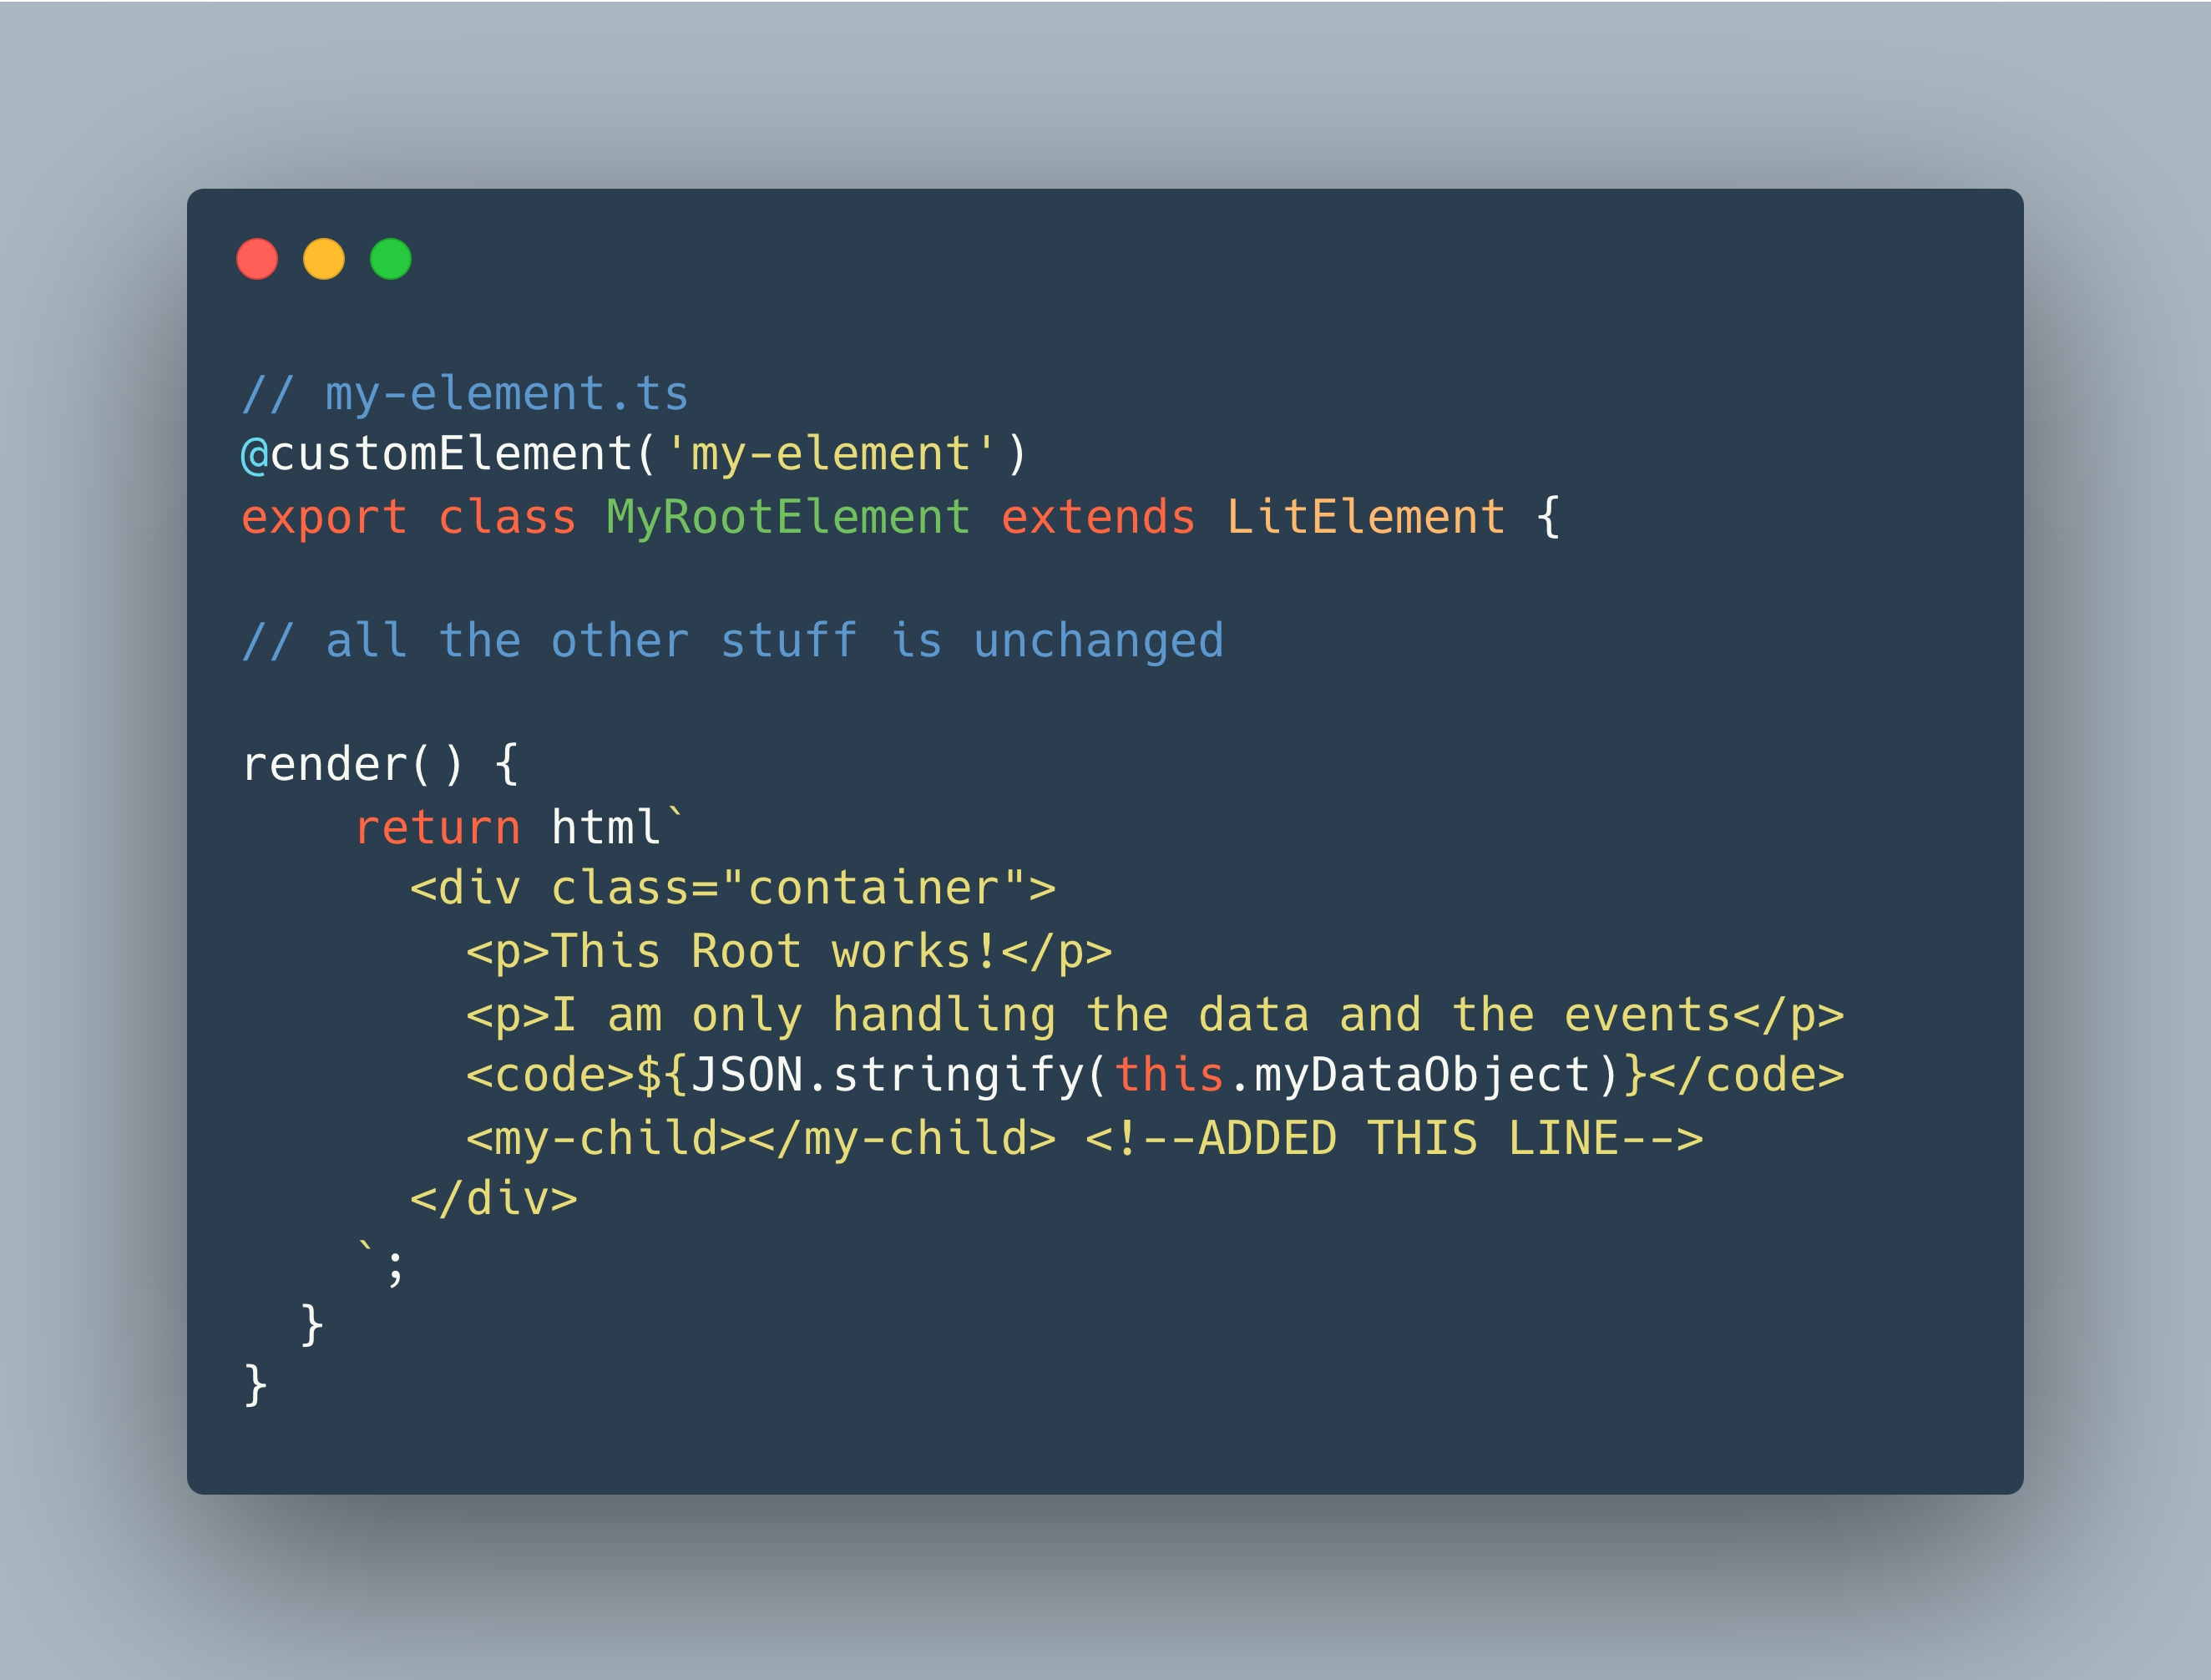 // my-element.ts
@customElement('my-element')
export class MyRootElement extends LitElement {

// all the other stuff is unchanged

render() {
    return html`
      <div class="container">
        <p>This Root works!</p>
        <p>I am only handling the data and the events</p>
        <code>${JSON.stringify(this.myDataObject)}</code>
        <my-child></my-child> <!--ADDED THIS LINE-->
      </div>
    `;
  }
}